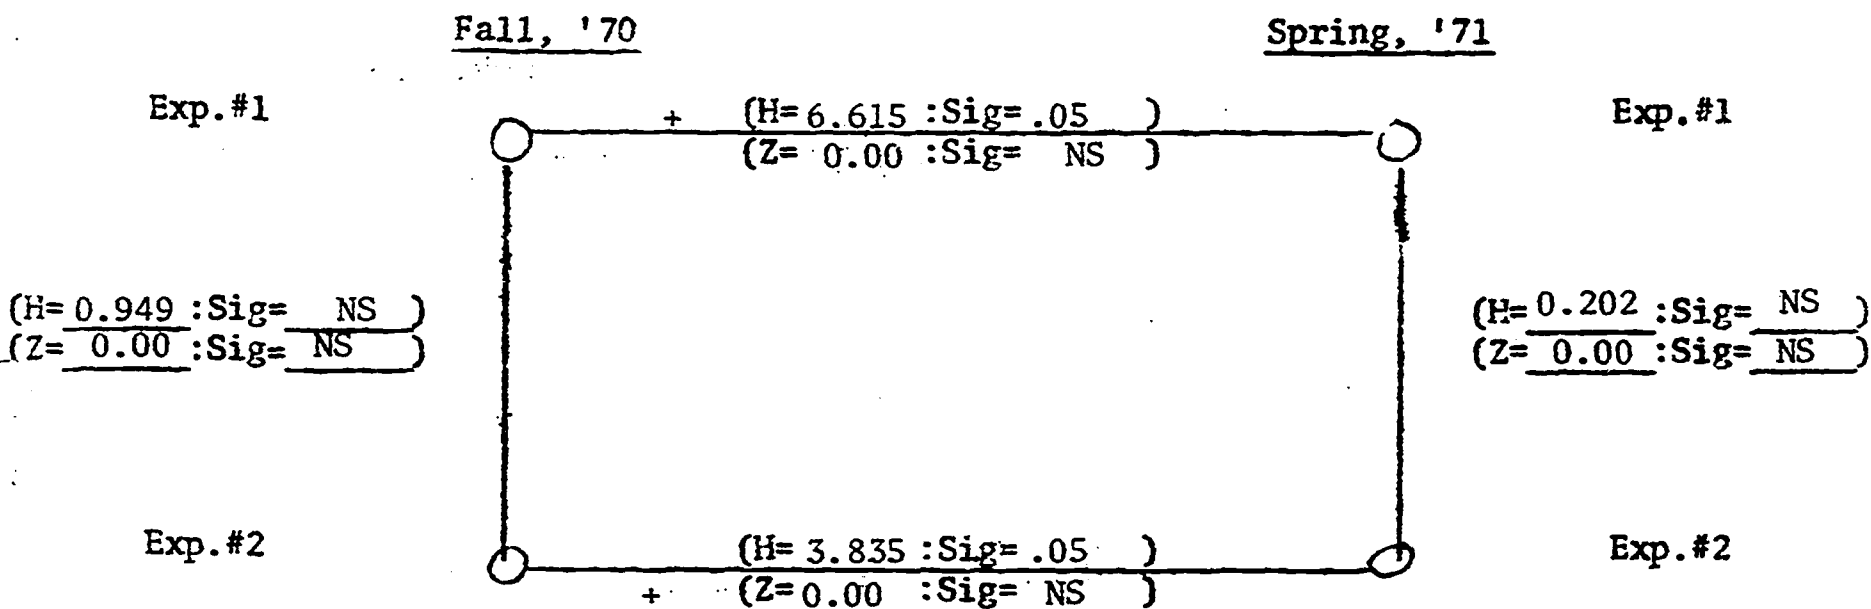 Fall, '70 Spring, '71
Exp.#1 + (H= 6.615 :Sig= .05 ) Exp.#1
(Z= 0.00 :Sig= NS )
(H= 0.949 :Sig= NS ) (H= 0.202 :Sig= NS )
(Z= 0.00 :Sig= NS ) (Z= 0.00 :Sig= NS )
Exp.#2 (H= 3.835 :Sig= .05 ) Exp.#2
+ (Z= 0.00 :Sig= NS )